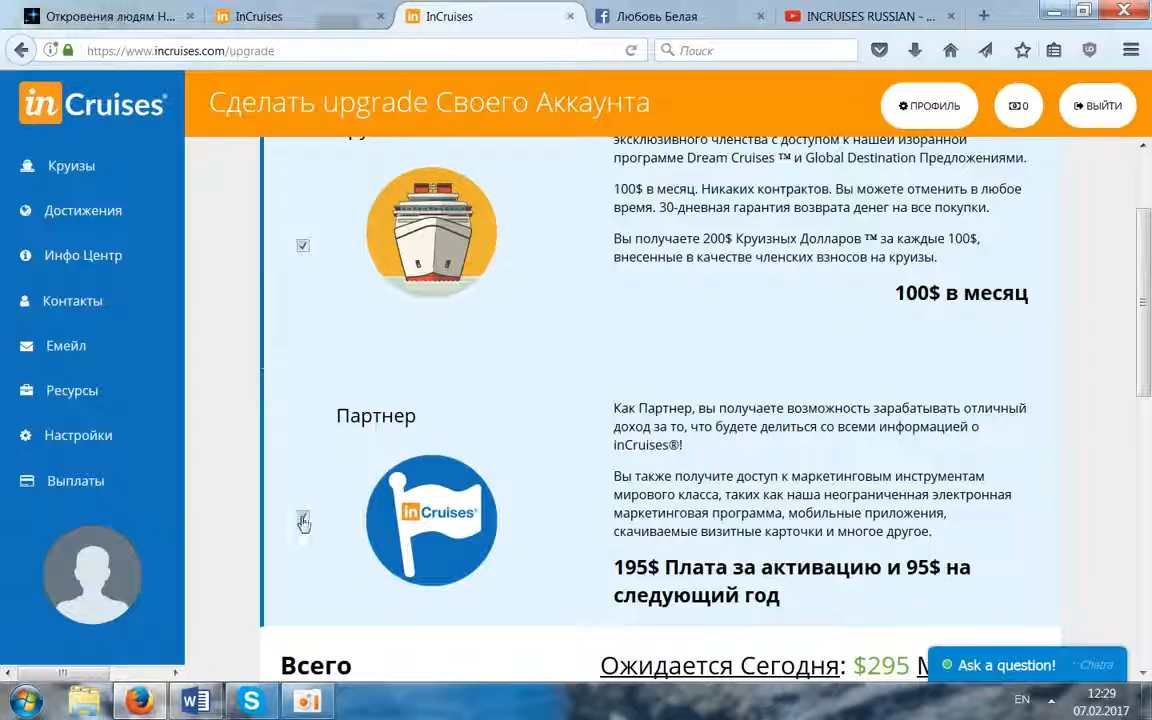 Откровения людям Н...
InCruises
InCruises
Любовь Белая
INCRUISES RUSSIAN - ...
https://www.incruises.com/upgrade
Поиск
inCruises®
Сделать upgrade Своего Аккаунта
ПРОФИЛЬ
0
ВЫЙТИ
Круизы
Достижения
Инфо Центр
Контакты
Емейл
Ресурсы
Настройки
Выплаты
эксклюзивного членства с доступом к нашей избранной
программе Dream Cruises ™ и Global Destination Предложениями.
100$ в месяц. Никаких контрактов. Вы можете отменить в любое
время. 30-дневная гарантия возврата денег на все покупки.
Вы получаете 200$ Круизных Долларов ™ за каждые 100$,
внесенные в качестве членских взносов на круизы.
100$ в месяц
Партнер
inCruises®
Как Партнер, вы получаете возможность зарабатывать отличный
доход за то, что будете делиться со всеми информацией о
inCruises®!
Вы также получите доступ к маркетинговым инструментам
мирового класса, таких как наша неограниченная электронная
маркетинговая программа, мобильные приложения,
скачиваемые визитные карточки и многое другое.
195$ Плата за активацию и 95$ на
следующий год
Всего
Ожидается Сегодня: $295
Ask a question!
Chatra
EN
12:29
07.02.2017